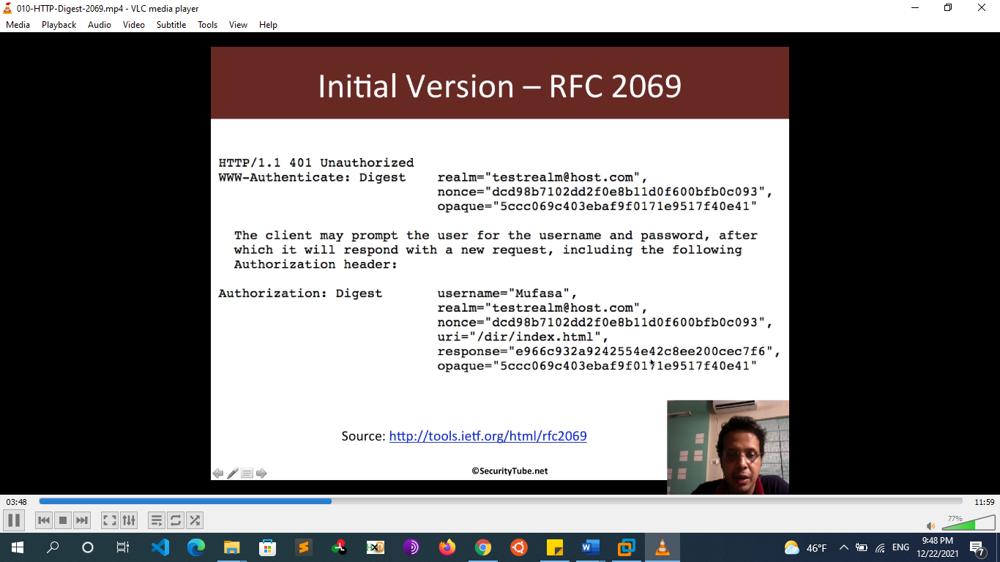 010-HTTP-Digest-2069.mp4 - VLC media player
Media Playback Audio Video Subtitle Tools View Help
Initial Version – RFC 2069
HTTP/1.1 401 Unauthorized
WWW-Authenticate: Digest realm="testrealm@host.com",
nonce="dcd98b7102dd2f0e8b11d0f600bfb0c093",
opaque="5ccc069c403ebaf9f0171e9517f40e41"
The client may prompt the user for the username and password, after
which it will respond with a new request, including the following
Authorization header:
Authorization: Digest username="Mufasa",
realm="testrealm@host.com",
nonce="dcd98b7102dd2f0e8b11d0f600bfb0c093",
uri="/dir/index.html",
response="e966c932a9242554e42c8ee200cec7f6",
opaque="5ccc069c403ebaf9f0171e9517f40e41"
Source: http://tools.ietf.org/html/rfc2069
©SecurityTube.net
03:48 11:59
77%
46°F ENG 9:48 PM
12/22/2021
7